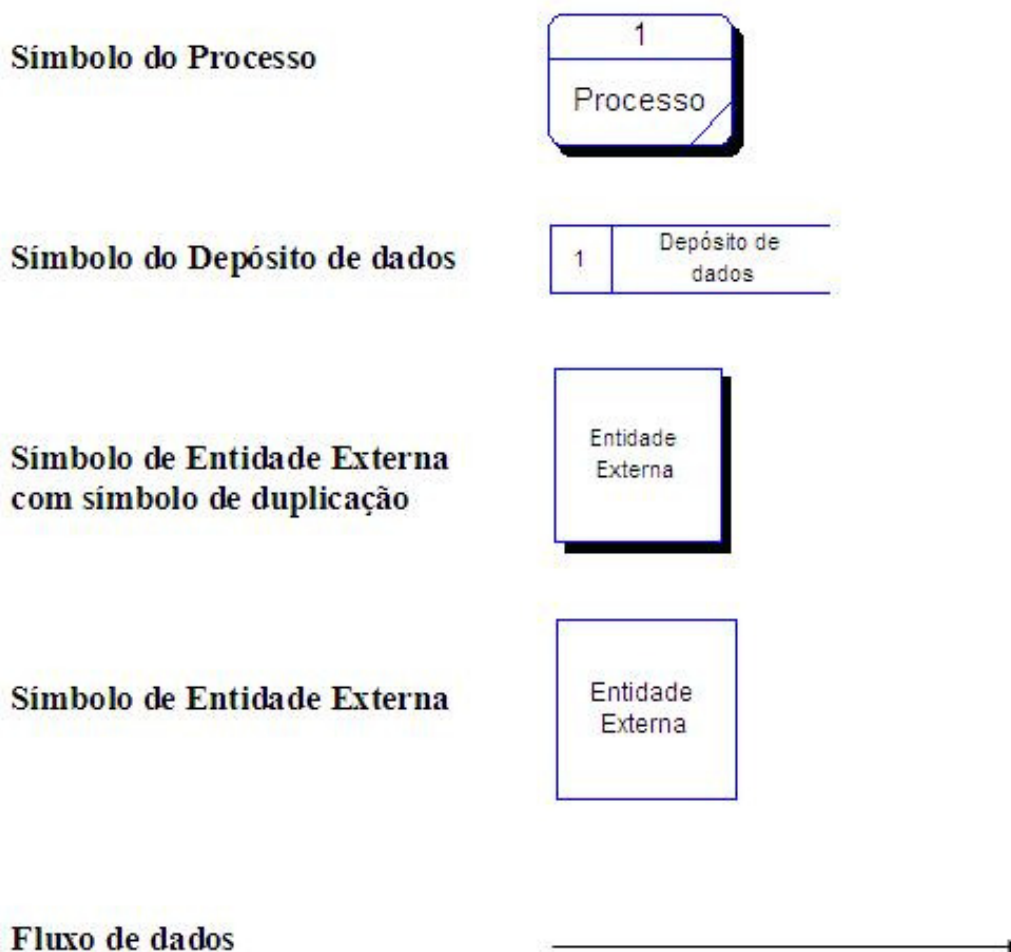 Símbolo do Processo
1
Processo
Símbolo do Depósito de dados
1
Depósito de
dados
Símbolo de Entidade Externa
com símbolo de duplicação
Entidade
Externa
Símbolo de Entidade Externa
Entidade
Externa
Fluxo de dados